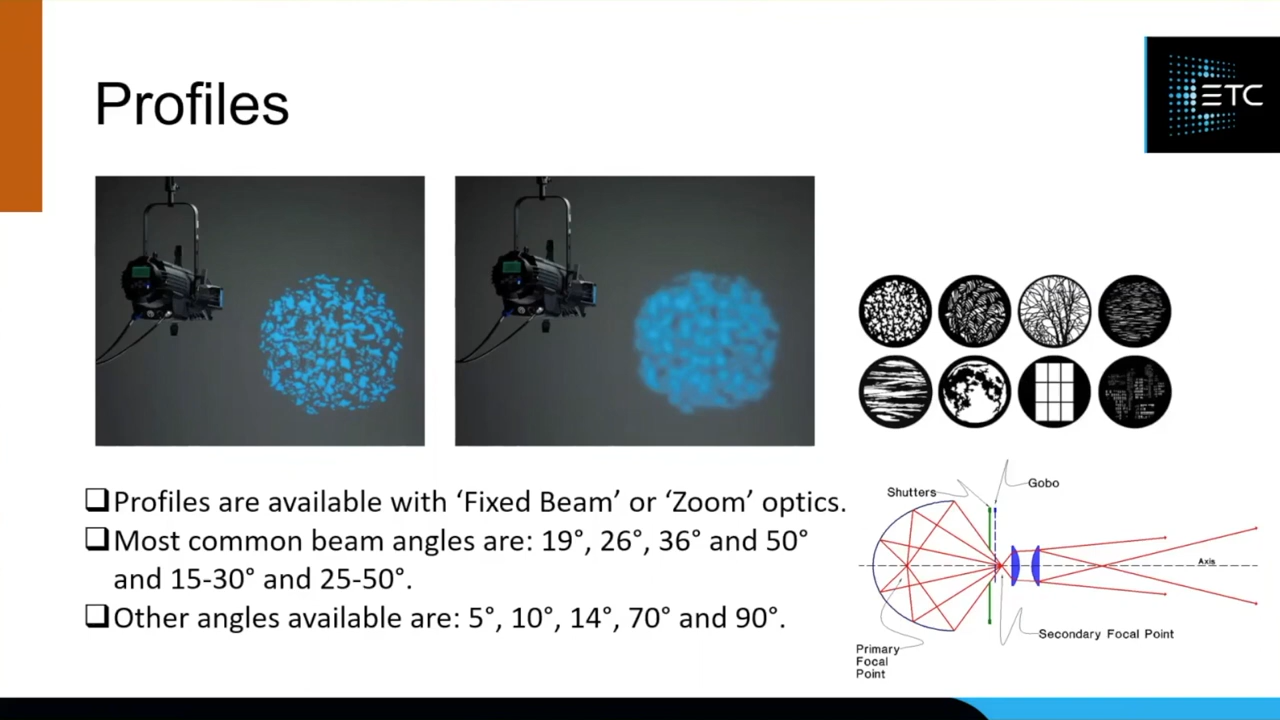 Profiles
ETC
❑Profiles are available with ‘Fixed Beam’ or ‘Zoom’ optics.
❑Most common beam angles are: 19°, 26°, 36° and 50°
and 15-30° and 25-50°.
❑Other angles available are: 5°, 10°, 14°, 70° and 90°.
Shutters
Gobo
Axis
Secondary Focal Point
Primary
Focal
Point